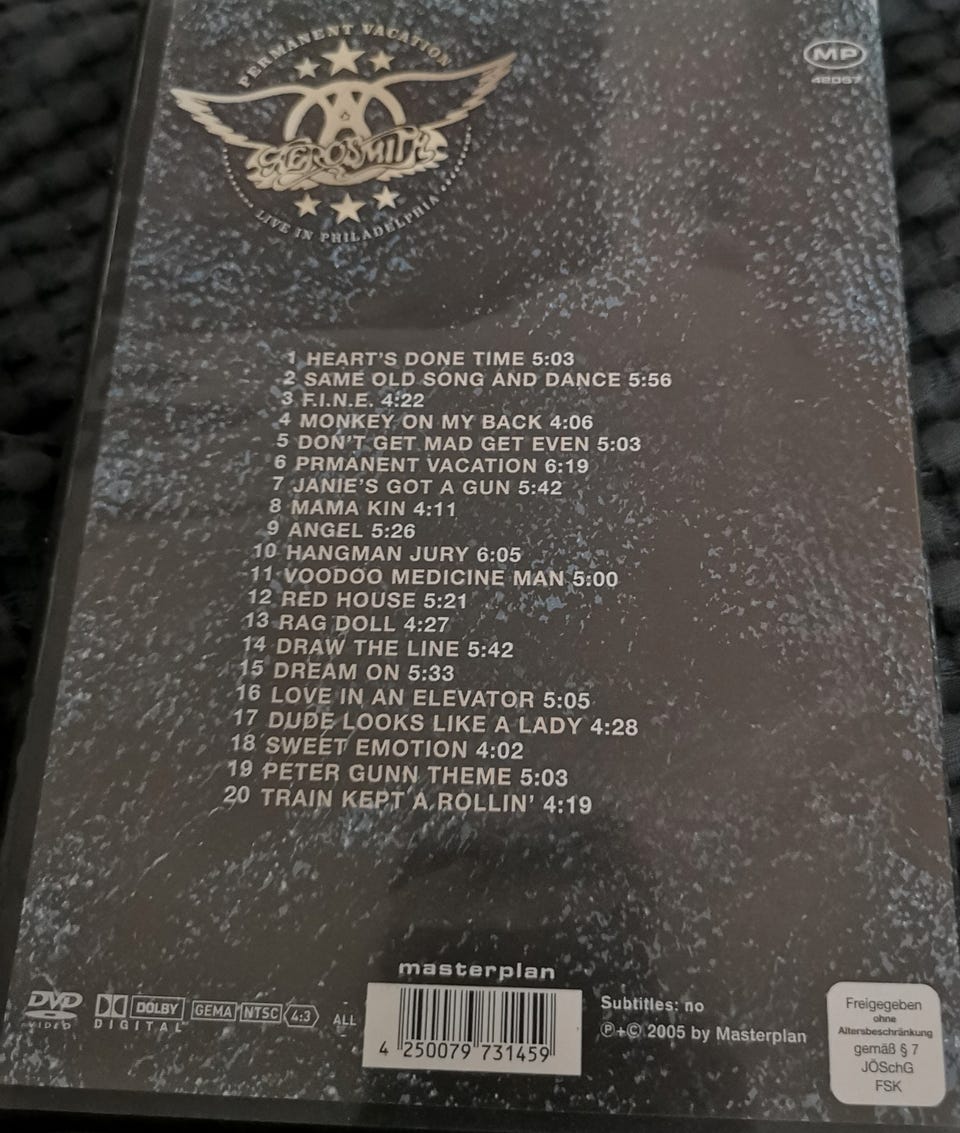 PERMANENT VACATION
AEROSMITH
LIVE IN PHILADELPHIA
MP
42057
1 HEART'S DONE TIME 5:03
2 SAME OLD SONG AND DANCE 5:56
3 F.I.N.E. 4:22
4 MONKEY ON MY BACK 4:06
5 DON'T GET MAD GET EVEN 5:03
6 PRMANENT VACATION 6:19
7 JANIE'S GOT A GUN 5:42
8 MAMA KIN 4:11
9 ANGEL 5:26
10 HANGMAN JURY 6:05
11 VOODOO MEDICINE MAN 5:00
12 RED HOUSE 5:21
13 RAG DOLL 4:27
14 DRAW THE LINE 5:42
15 DREAM ON 5:33
16 LOVE IN AN ELEVATOR 5:05
17 DUDE LOOKS LIKE A LADY 4:28
18 SWEET EMOTION 4:02
19 PETER GUNN THEME 5:03
20 TRAIN KEPT A ROLLIN' 4:19
masterplan
DVD VIDEO
DOLBY DIGITAL
GEMA NTSC 4:3 ALL
4 250079 731459
Subtitles: no
℗+© 2005 by Masterplan
Freigegeben
ohne
Altersbeschränkung
gemäß § 7
JÖSchG
FSK